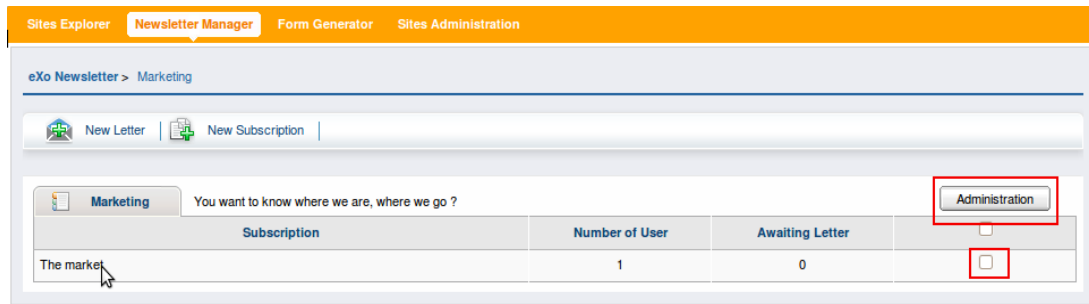 Sites Explorer Newsletter Manager Form Generator Sites Administration
eXo Newsletter > Marketing
New Letter New Subscription
Marketing You want to know where we are, where we go ? Administration
Subscription Number of User Awaiting Letter
The market 1 0